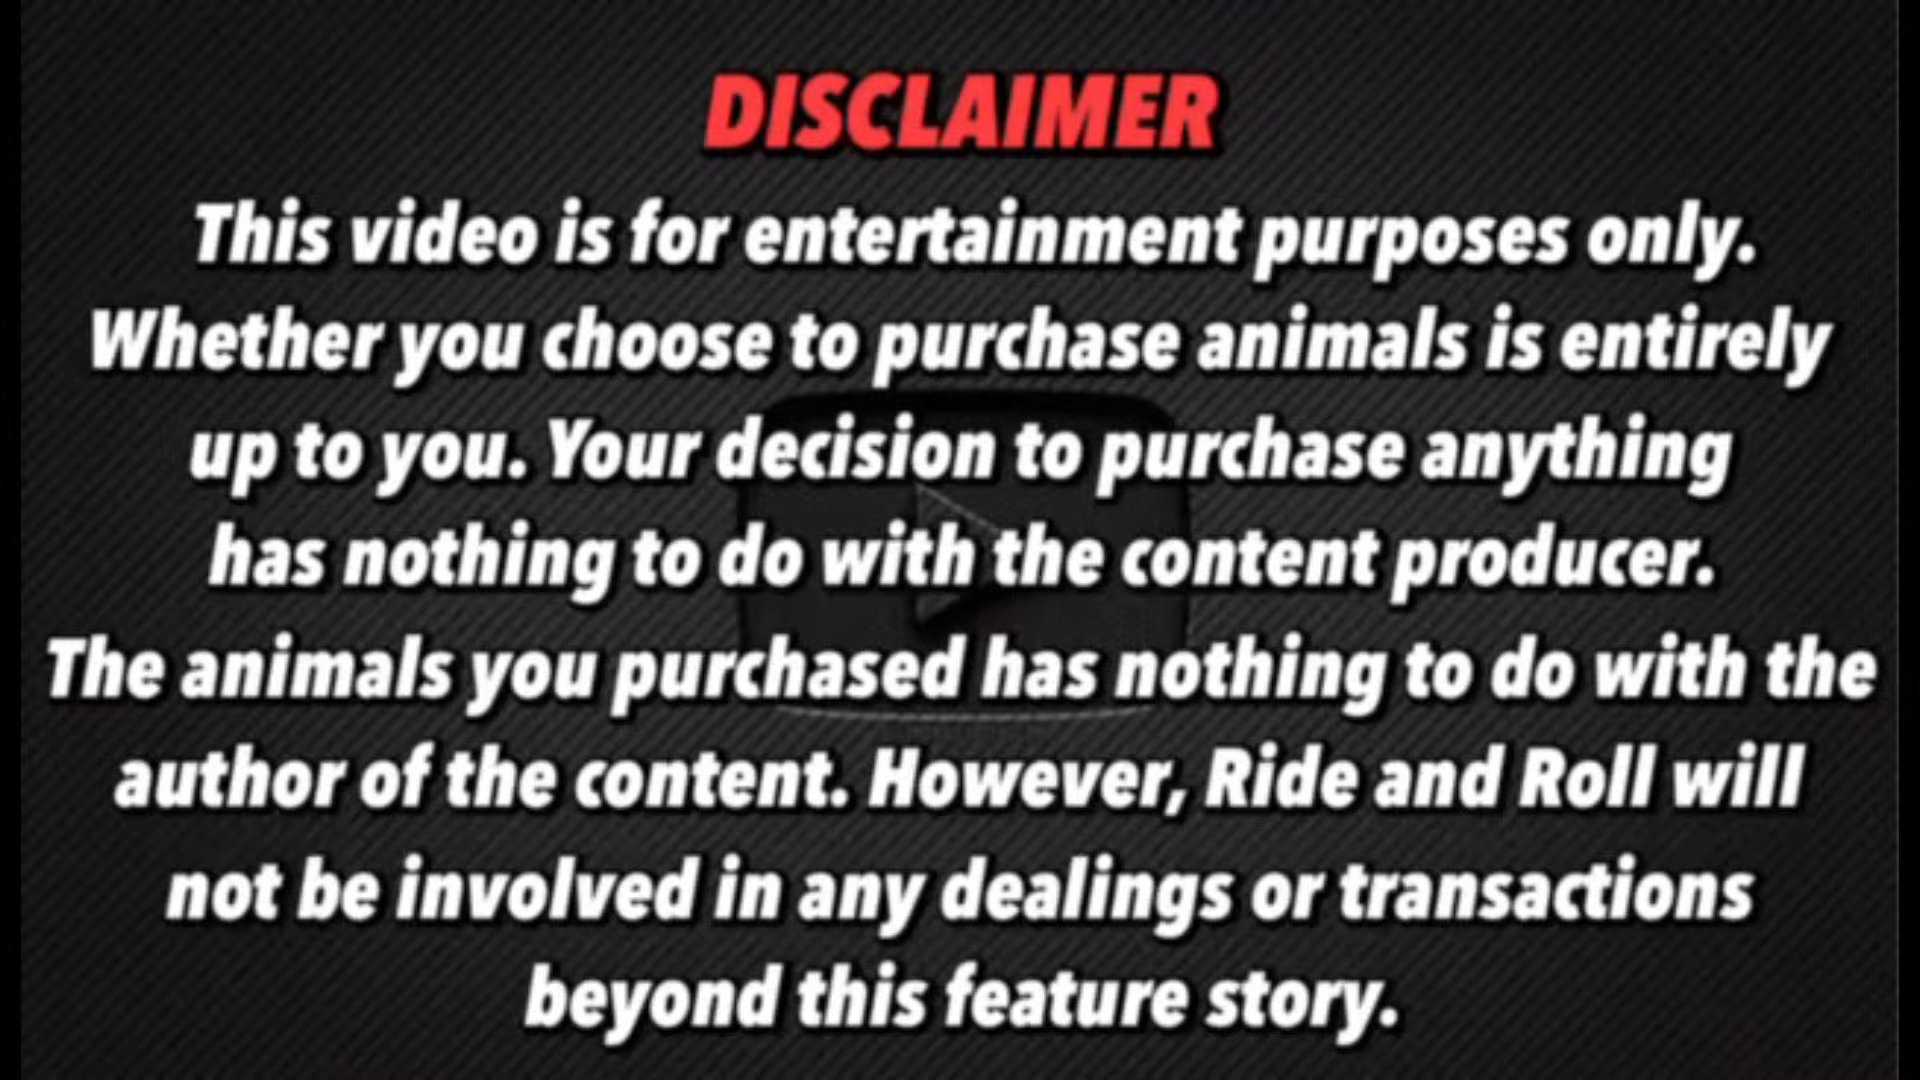 DISCLAIMER
This video is for entertainment purposes only.
Whether you choose to purchase animals is entirely
up to you. Your decision to purchase anything
has nothing to do with the content producer.
The animals you purchased has nothing to do with the
author of the content. However, Ride and Roll will
not be involved in any dealings or transactions
beyond this feature story.